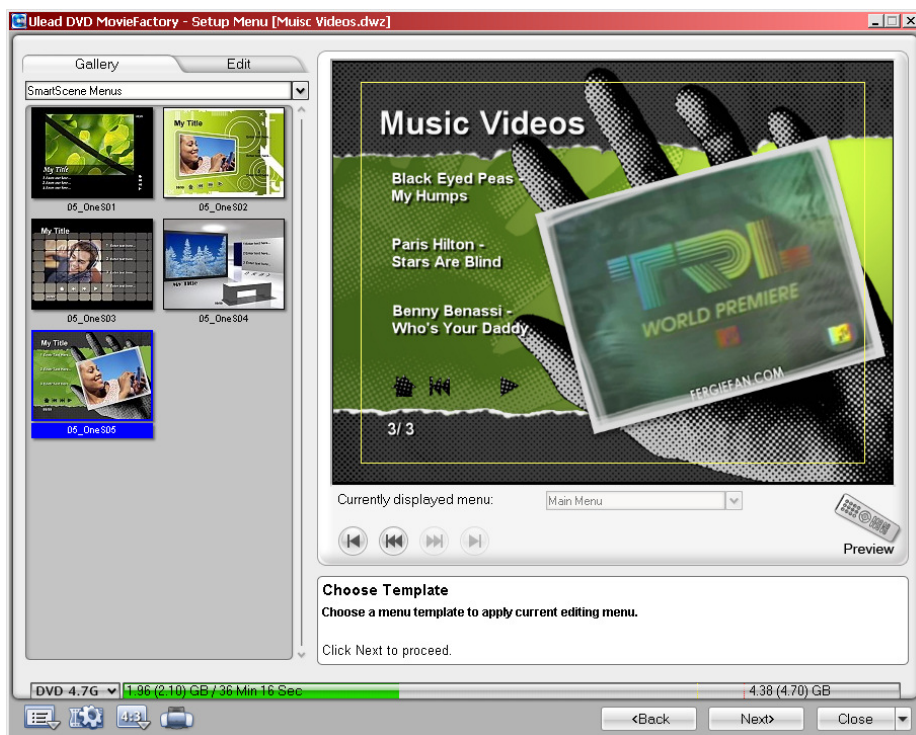 Ulead DVD MovieFactory - Setup Menu [Muisc Videos.dwz]
Gallery
Edit
SmartScene Menus
My Title
05_OneS01
My Title
05_OneS02
My Title
05_OneS03
My Title
05_OneS04
My Title
05_OneS05
Music Videos
Black Eyed Peas -
My Humps
Paris Hilton -
Stars Are Blind
Benny Benassi -
Who's Your Daddy
3/ 3
TRL
WORLD PREMIERE
FERGIEFAN.COM
Currently displayed menu:
Main Menu
Preview
Choose Template
Choose a menu template to apply current editing menu.
Click Next to proceed.
DVD 4.7G
1.96 (2.10) GB / 36 Min 16 Sec
4.38 (4.70) GB
4:3
<Back
Next>
Close